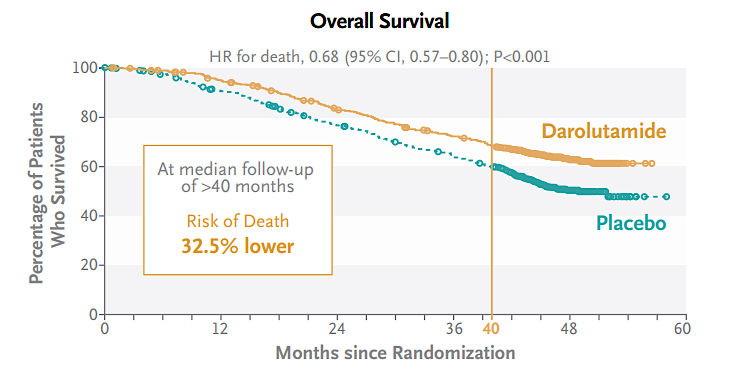 Overall Survival
HR for death, 0.68 (95% CI, 0.57–0.80); P<0.001
Percentage of Patients
Who Survived
100
80
60
40
20
0
Darolutamide
Placebo
At median follow-up
of >40 months
Risk of Death
32.5% lower
0 12 24 36 40 48 60
Months since Randomization